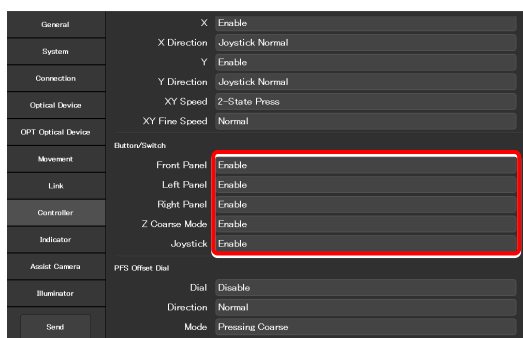 General
System
Connection
Optical Device
OPT Optical Device
Movement
Link
Controller
Indicator
Assist Camera
Illuminator
Send
X Enable
X Direction Joystick Normal
Y Enable
Y Direction Joystick Normal
XY Speed 2-State Press
XY Fine Speed Normal
Button/Switch
Front Panel Enable
Left Panel Enable
Right Panel Enable
Z Coarse Mode Enable
Joystick Enable
PFS Offset Dial
Dial Disable
Direction Normal
Mode Pressing Coarse